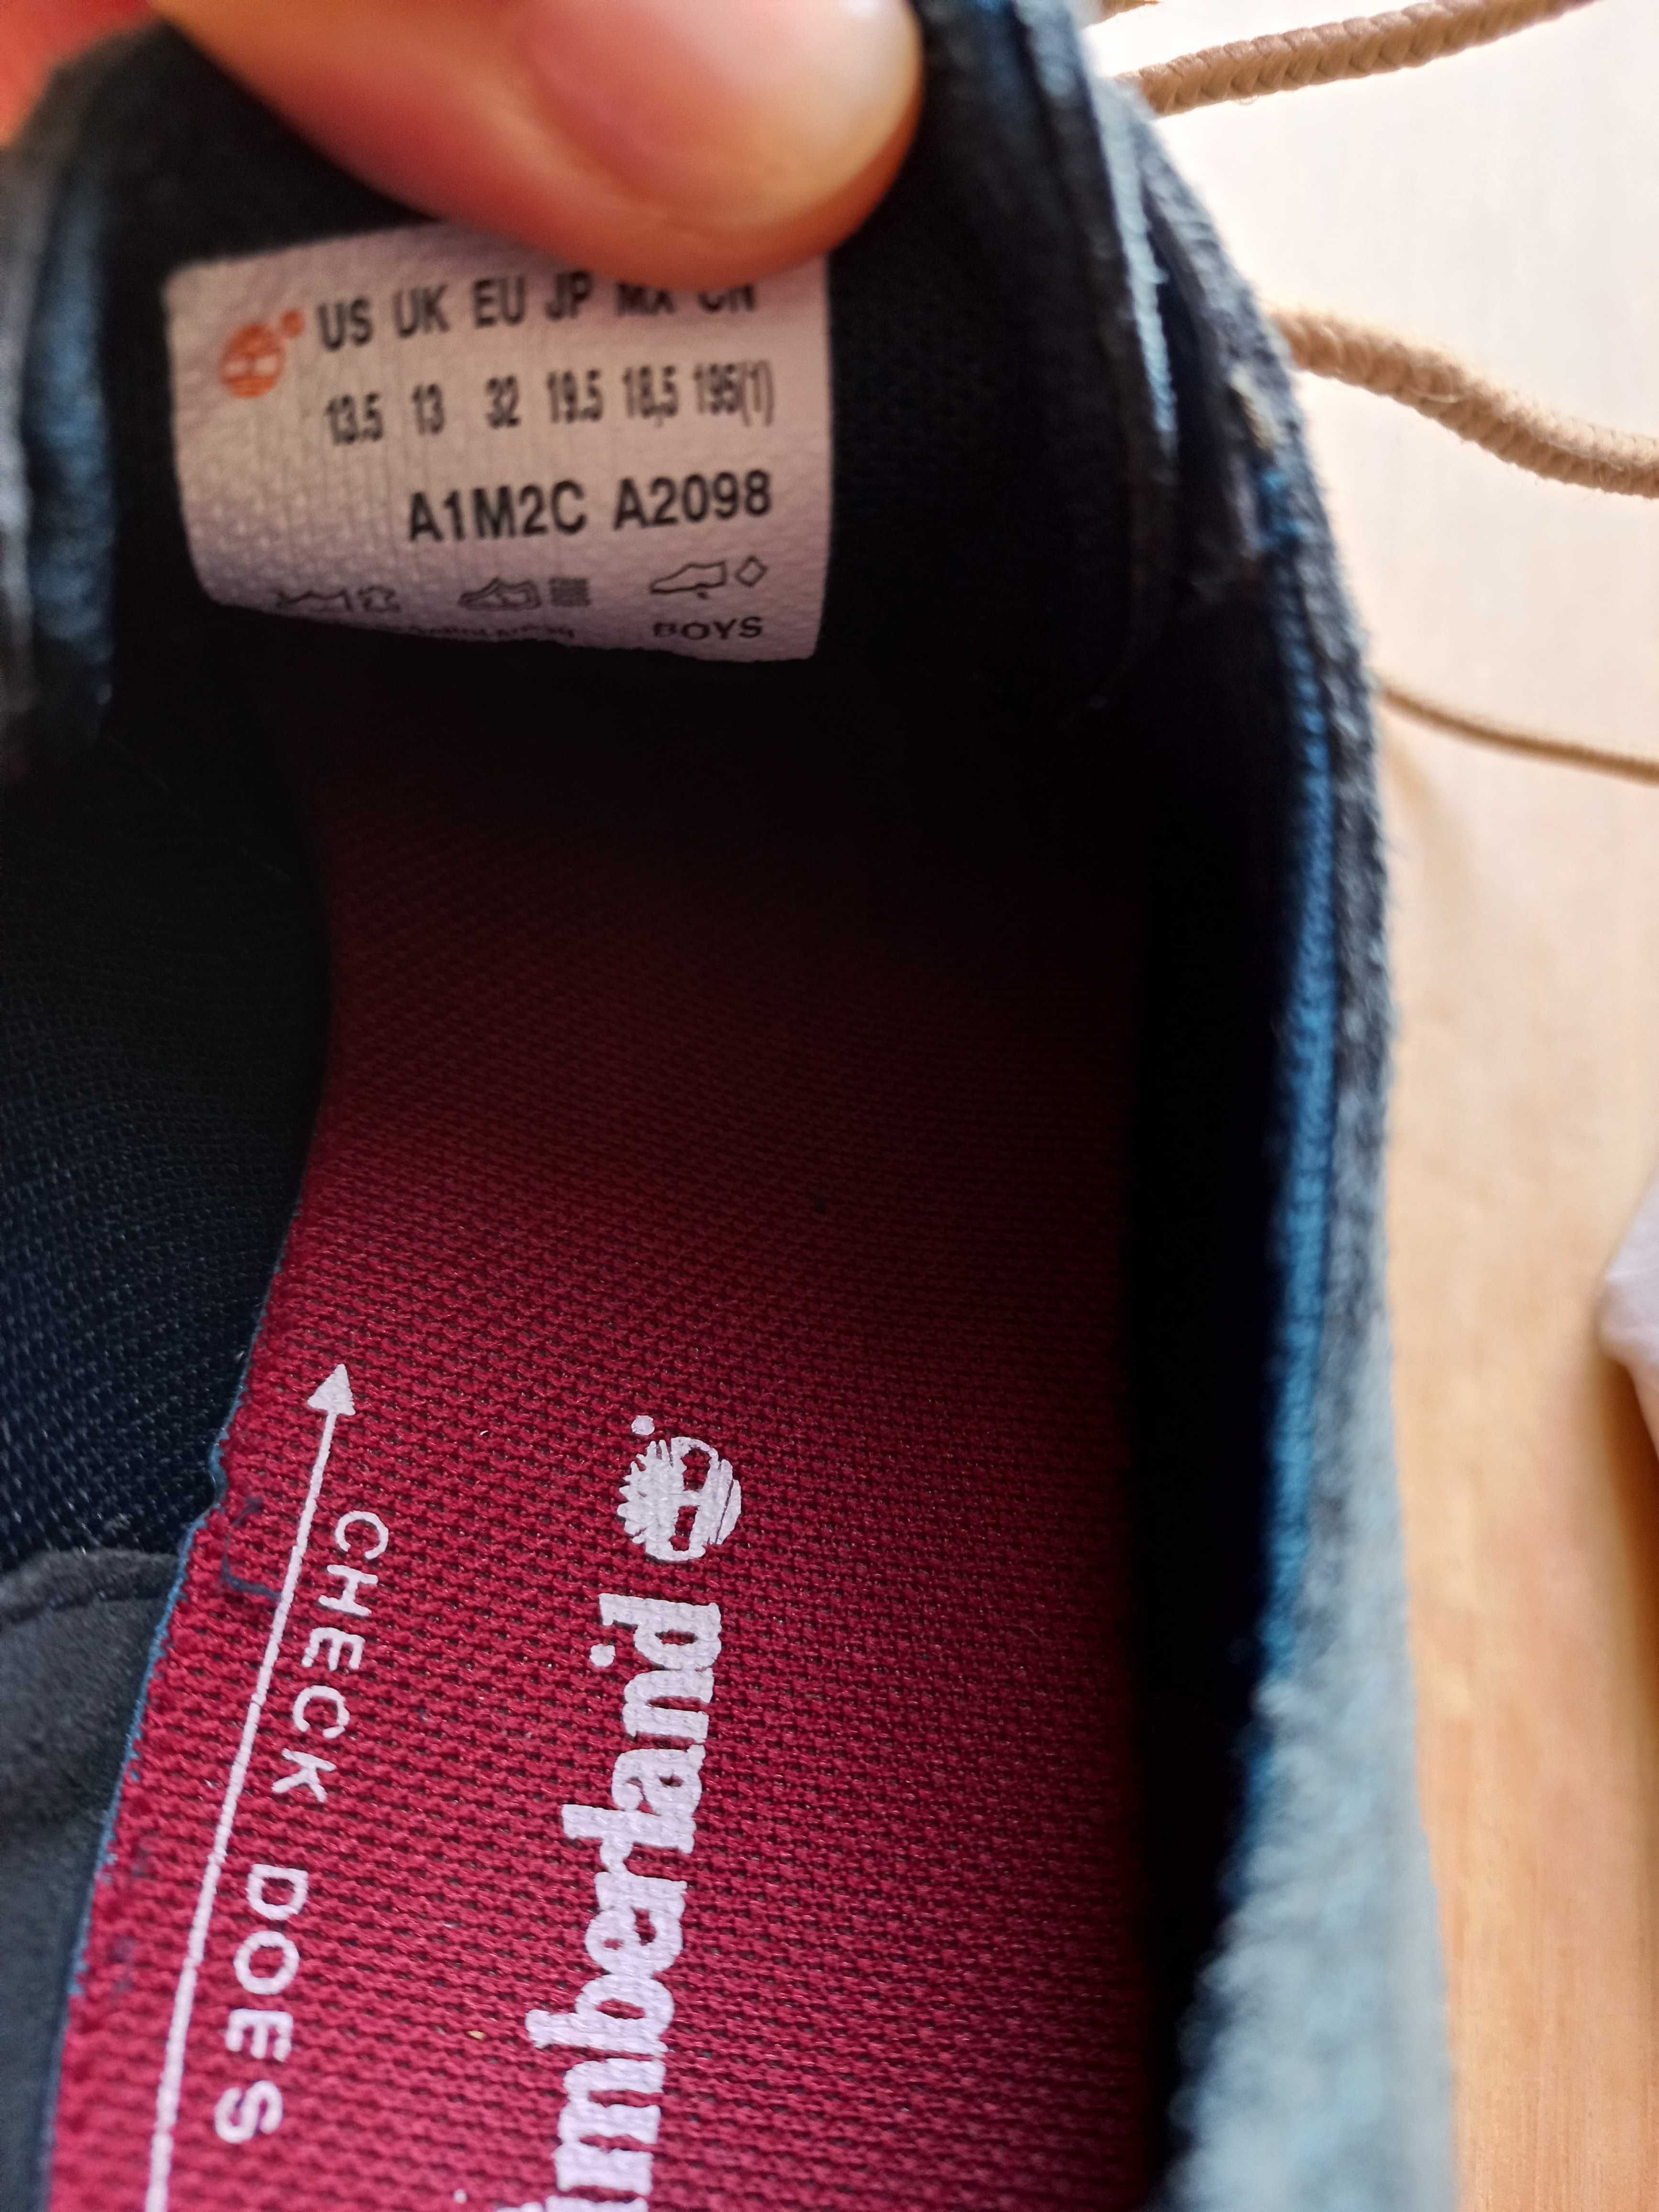 US UK EU JP MX CN
13.5 13 32 19.5 18,5 195(1)
A1M2C A2098
BOYS
CHECK DOES
Timberland